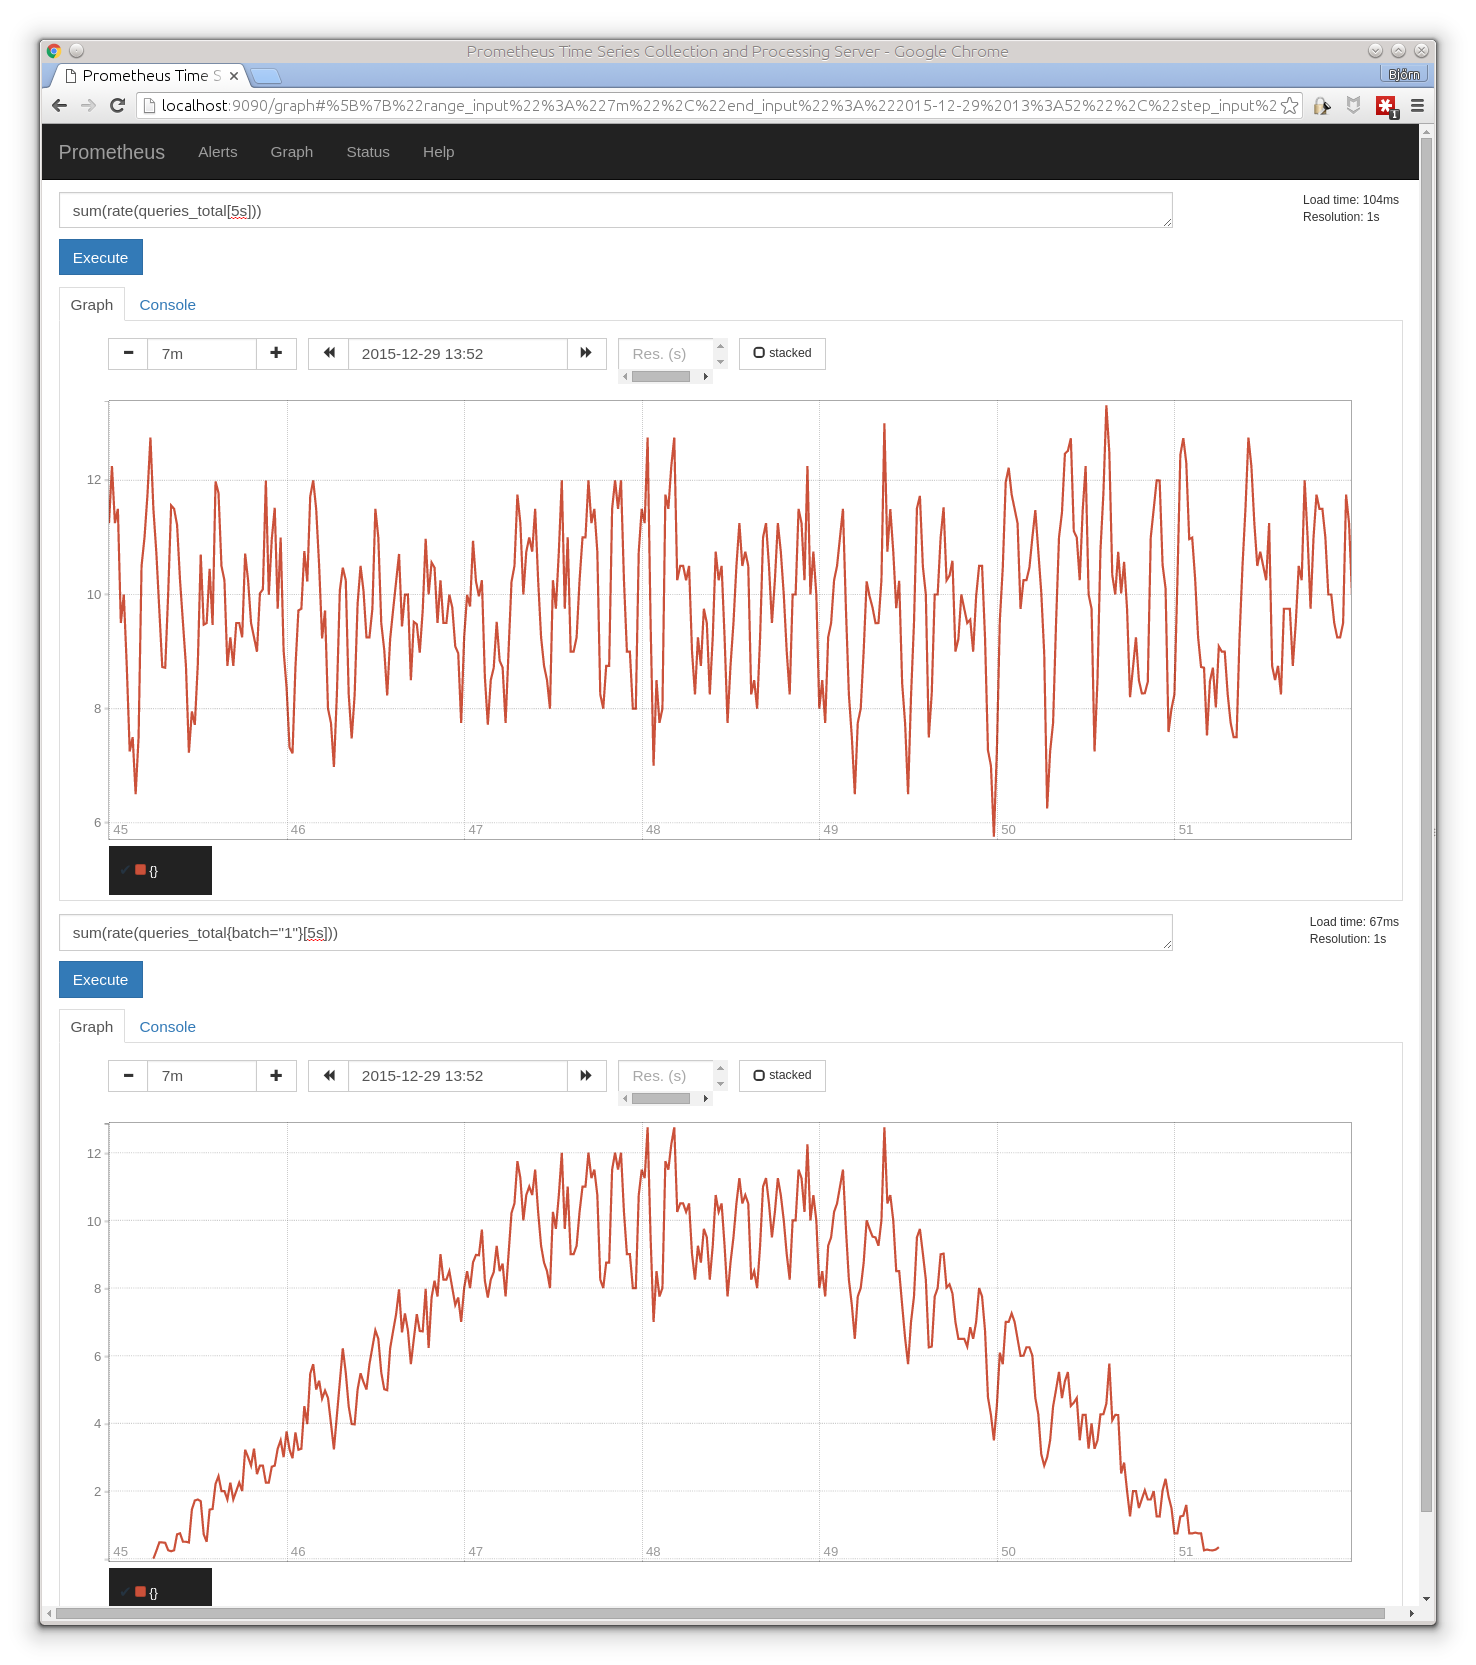 Prometheus Time Series Collection and Processing Server - Google Chrome
Prometheus Time S
Björn
localhost:9090/graph#%5B%7B%22range_input%22%3A%227m%22%2C%22end_input%22%3A%222015-12-29%2013%3A52%22%2C%22step_input%2
1
Prometheus Alerts Graph Status Help
sum(rate(queries_total[5s]))
Load time: 104ms
Resolution: 1s
Execute
Graph Console
7m 2015-12-29 13:52 Res. (s) stacked
12
10
8
6
45 46 47 48 49 50 51
{}
sum(rate(queries_total{batch="1"}[5s]))
Load time: 67ms
Resolution: 1s
Execute
Graph Console
7m 2015-12-29 13:52 Res. (s) stacked
12
10
8
6
4
2
45 46 47 48 49 50 51
{}